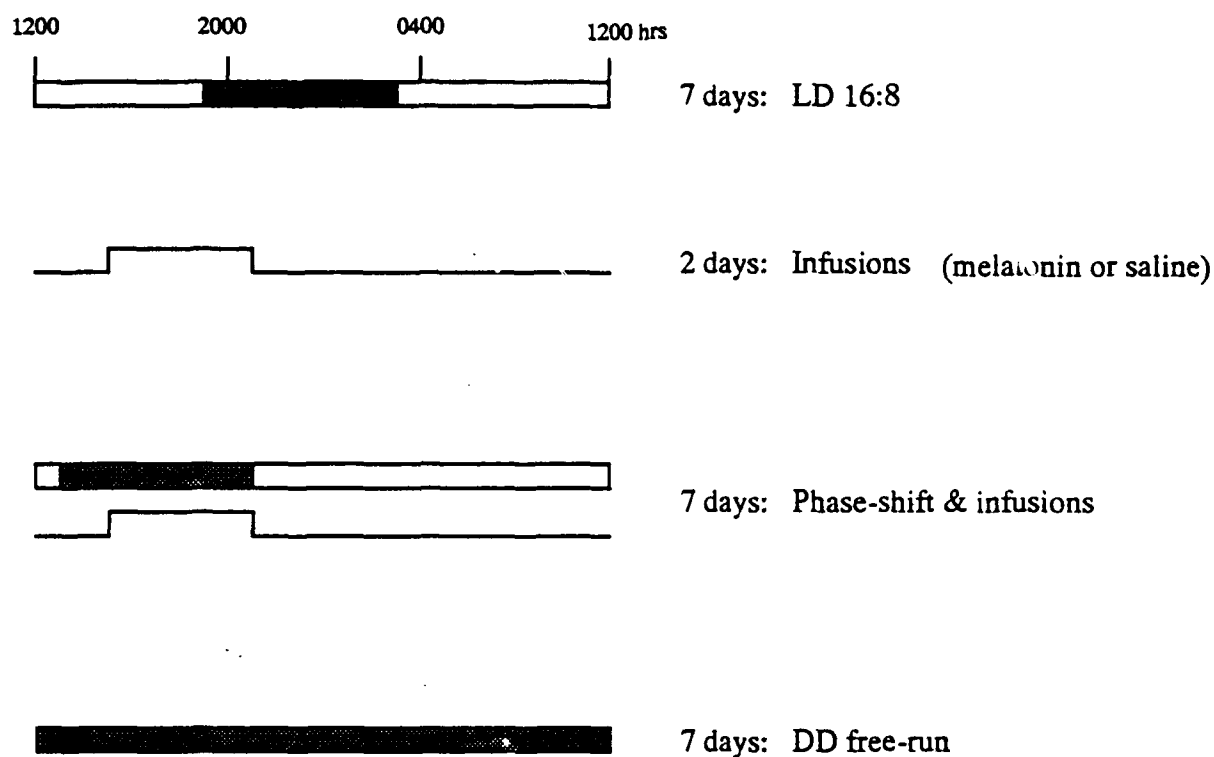 1200 2000 0400 1200 hrs
7 days: LD 16:8
2 days: Infusions (melatonin or saline)
7 days: Phase-shift & infusions
7 days: DD free-run